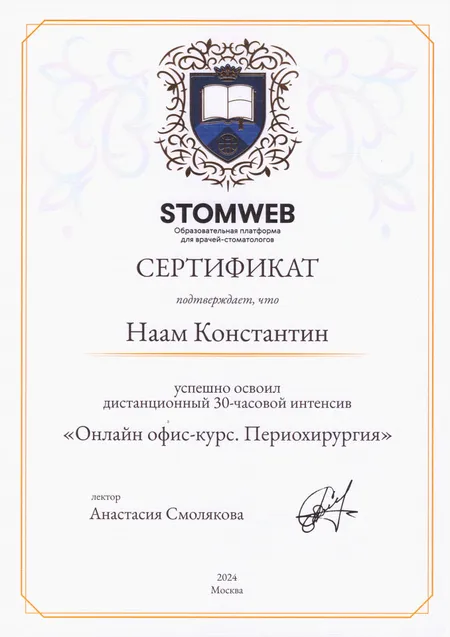 STOMWEB
Образовательная платформа
для врачей-стоматологов
СЕРТИФИКАТ
подтверждает, что
Наам Константин
успешно освоил
дистанционный 30-часовой интенсив
«Онлайн офис-курс. Периохирургия»
лектор
Анастасия Смолякова
2024
Москва